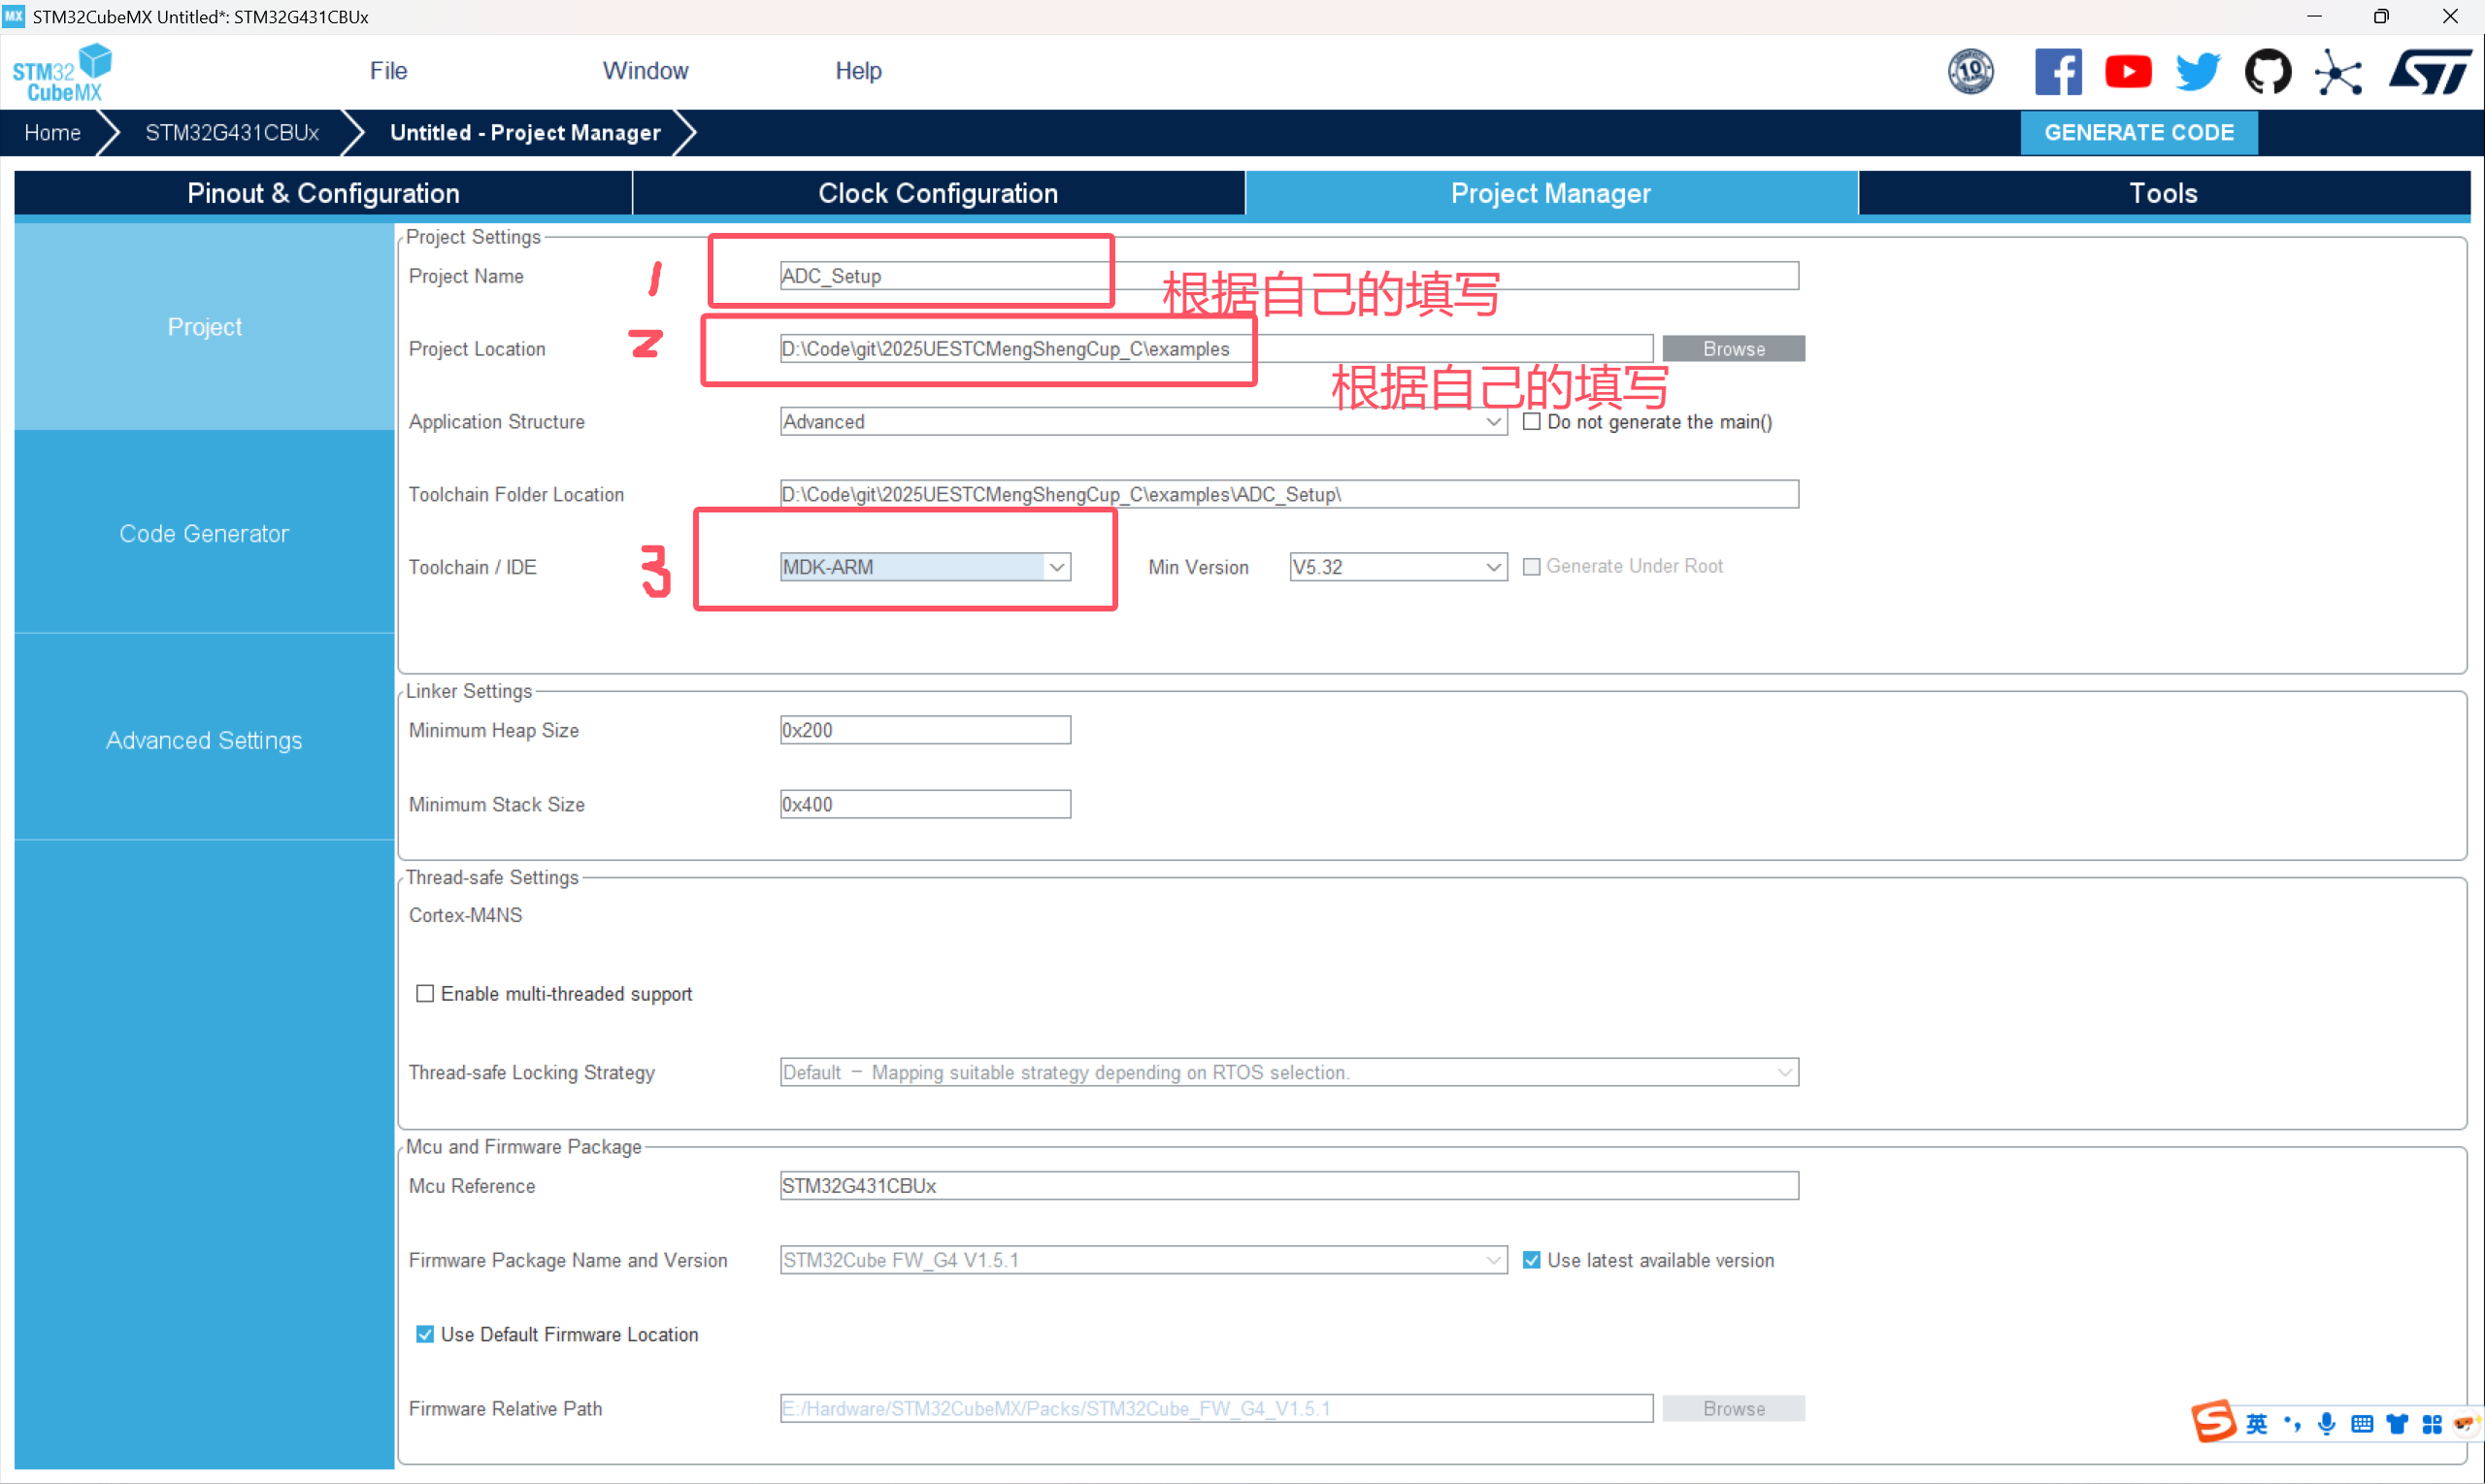 MX STM32CubeMX Untitled*: STM32G431CBUx
STM32 CubeMX
File Window Help
10
ST
Home STM32G431CBUx Untitled - Project Manager GENERATE CODE
Pinout & Configuration Clock Configuration Project Manager Tools
Project
Code Generator
Advanced Settings
Project Settings
Project Name 1 ADC_Setup
根据自己的填写
Project Location 2 D:\Code\git\2025UESTCMengShengCup_C\examples Browse
根据自己的填写
Application Structure Advanced Do not generate the main()
Toolchain Folder Location D:\Code\git\2025UESTCMengShengCup_C\examples\ADC_Setup\
Toolchain / IDE 3 MDK-ARM Min Version V5.32 Generate Under Root
Linker Settings
Minimum Heap Size 0x200
Minimum Stack Size 0x400
Thread-safe Settings
Cortex-M4NS
Enable multi-threaded support
Thread-safe Locking Strategy Default – Mapping suitable strategy depending on RTOS selection.
Mcu and Firmware Package
Mcu Reference STM32G431CBUx
Firmware Package Name and Version STM32Cube FW_G4 V1.5.1 Use latest available version
Use Default Firmware Location
Firmware Relative Path E:/Hardware/STM32CubeMX/Packs/STM32Cube_FW_G4_V1.5.1 Browse
S 英